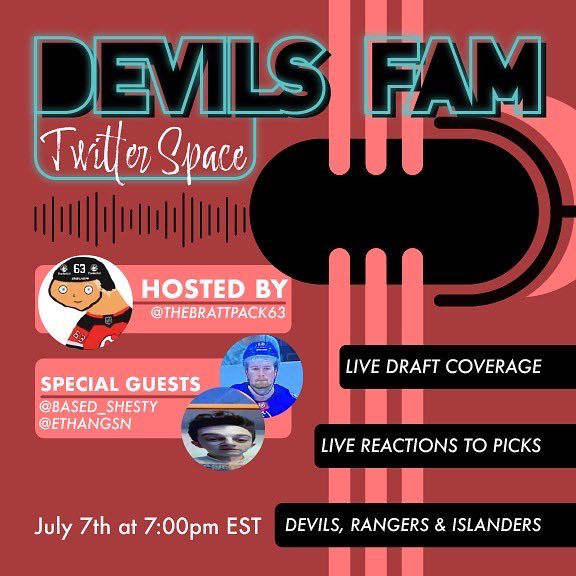 DEVILS FAM
Twitter Space
63
HOSTED BY
@THEBRATTPACK63
SPECIAL GUESTS
@BASED_SHESTY
@ETHANGSN
LIVE DRAFT COVERAGE
LIVE REACTIONS TO PICKS
July 7th at 7:00pm EST
DEVILS, RANGERS & ISLANDERS